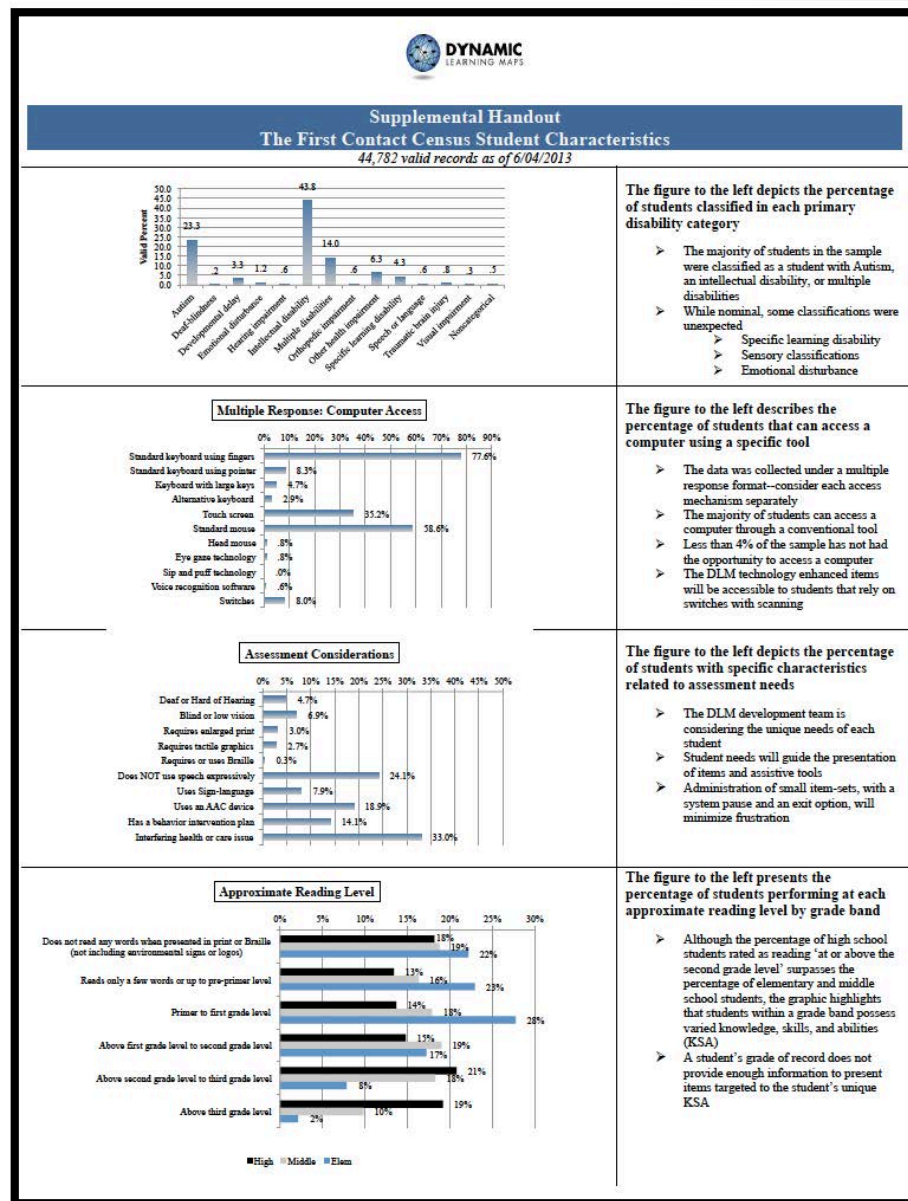 DYNAMIC
LEARNING MAPS
Supplemental Handout
The First Contact Census Student Characteristics
44,782 valid records as of 6/04/2013
Valid Percent
50.0
45.0
40.0
35.0
30.0
25.0
20.0
15.0
10.0
5.0
0.0
23.3
.2
3.3
1.2
.6
43.8
14.0
.6
6.3
4.3
.6
.8
.3
.5
Autism
Deaf-blindness
Developmental delay
Emotional disturbance
Hearing impairment
Intellectual disability
Multiple disabilities
Orthopedic impairment
Other health impairment
Specific learning disability
Speech or language
Traumatic brain injury
Visual impairment
Noncategorical
The figure to the left depicts the percentage
of students classified in each primary
disability category
➤ The majority of students in the sample
were classified as a student with Autism,
an intellectual disability, or multiple
disabilities
➤ While nominal, some classifications were
unexpected
➤ Specific learning disability
➤ Sensory classifications
➤ Emotional disturbance
Multiple Response: Computer Access
0% 10% 20% 30% 40% 50% 60% 70% 80% 90%
Standard keyboard using fingers 77.6%
Standard keyboard using pointer 8.3%
Keyboard with large keys 4.7%
Alternative keyboard 2.9%
Touch screen 35.2%
Standard mouse 58.6%
Head mouse .8%
Eye gaze technology .8%
Sip and puff technology .0%
Voice recognition software .6%
Switches 8.0%
The figure to the left describes the
percentage of students that can access a
computer using a specific tool
➤ The data was collected under a multiple
response format--consider each access
mechanism separately
➤ The majority of students can access a
computer through a conventional tool
➤ Less than 4% of the sample has not had
the opportunity to access a computer
➤ The DLM technology enhanced items
will be accessible to students that rely on
switches with scanning
Assessment Considerations
0% 5% 10% 15% 20% 25% 30% 35% 40% 45% 50%
Deaf or Hard of Hearing 4.7%
Blind or low vision 6.9%
Requires enlarged print 3.0%
Requires tactile graphics 2.7%
Requires or uses Braille 0.3%
Does NOT use speech expressively 24.1%
Uses Sign-language 7.9%
Uses an AAC device 18.9%
Has a behavior intervention plan 14.1%
Interfering health or care issue 33.0%
The figure to the left depicts the percentage
of students with specific characteristics
related to assessment needs
➤ The DLM development team is
considering the unique needs of each
student
➤ Student needs will guide the presentation
of items and assistive tools
➤ Administration of small item-sets, with a
system pause and an exit option, will
minimize frustration
Approximate Reading Level
0% 5% 10% 15% 20% 25% 30%
Does not read any words when presented in print or Braille
(not including environmental signs or logos)
18%
19%
22%
Reads only a few words or up to pre-primer level
13%
16%
23%
Primer to first grade level
14%
18%
28%
Above first grade level to second grade level
15%
19%
17%
Above second grade level to third grade level
21%
18%
8%
Above third grade level
19%
10%
2%
High Middle Elem
The figure to the left presents the
percentage of students performing at each
approximate reading level by grade band
➤ Although the percentage of high school
students rated as reading ‘at or above the
second grade level’ surpasses the
percentage of elementary and middle
school students, the graphic highlights
that students within a grade band possess
varied knowledge, skills, and abilities
(KSA)
➤ A student’s grade of record does not
provide enough information to present
items targeted to the student’s unique
KSA